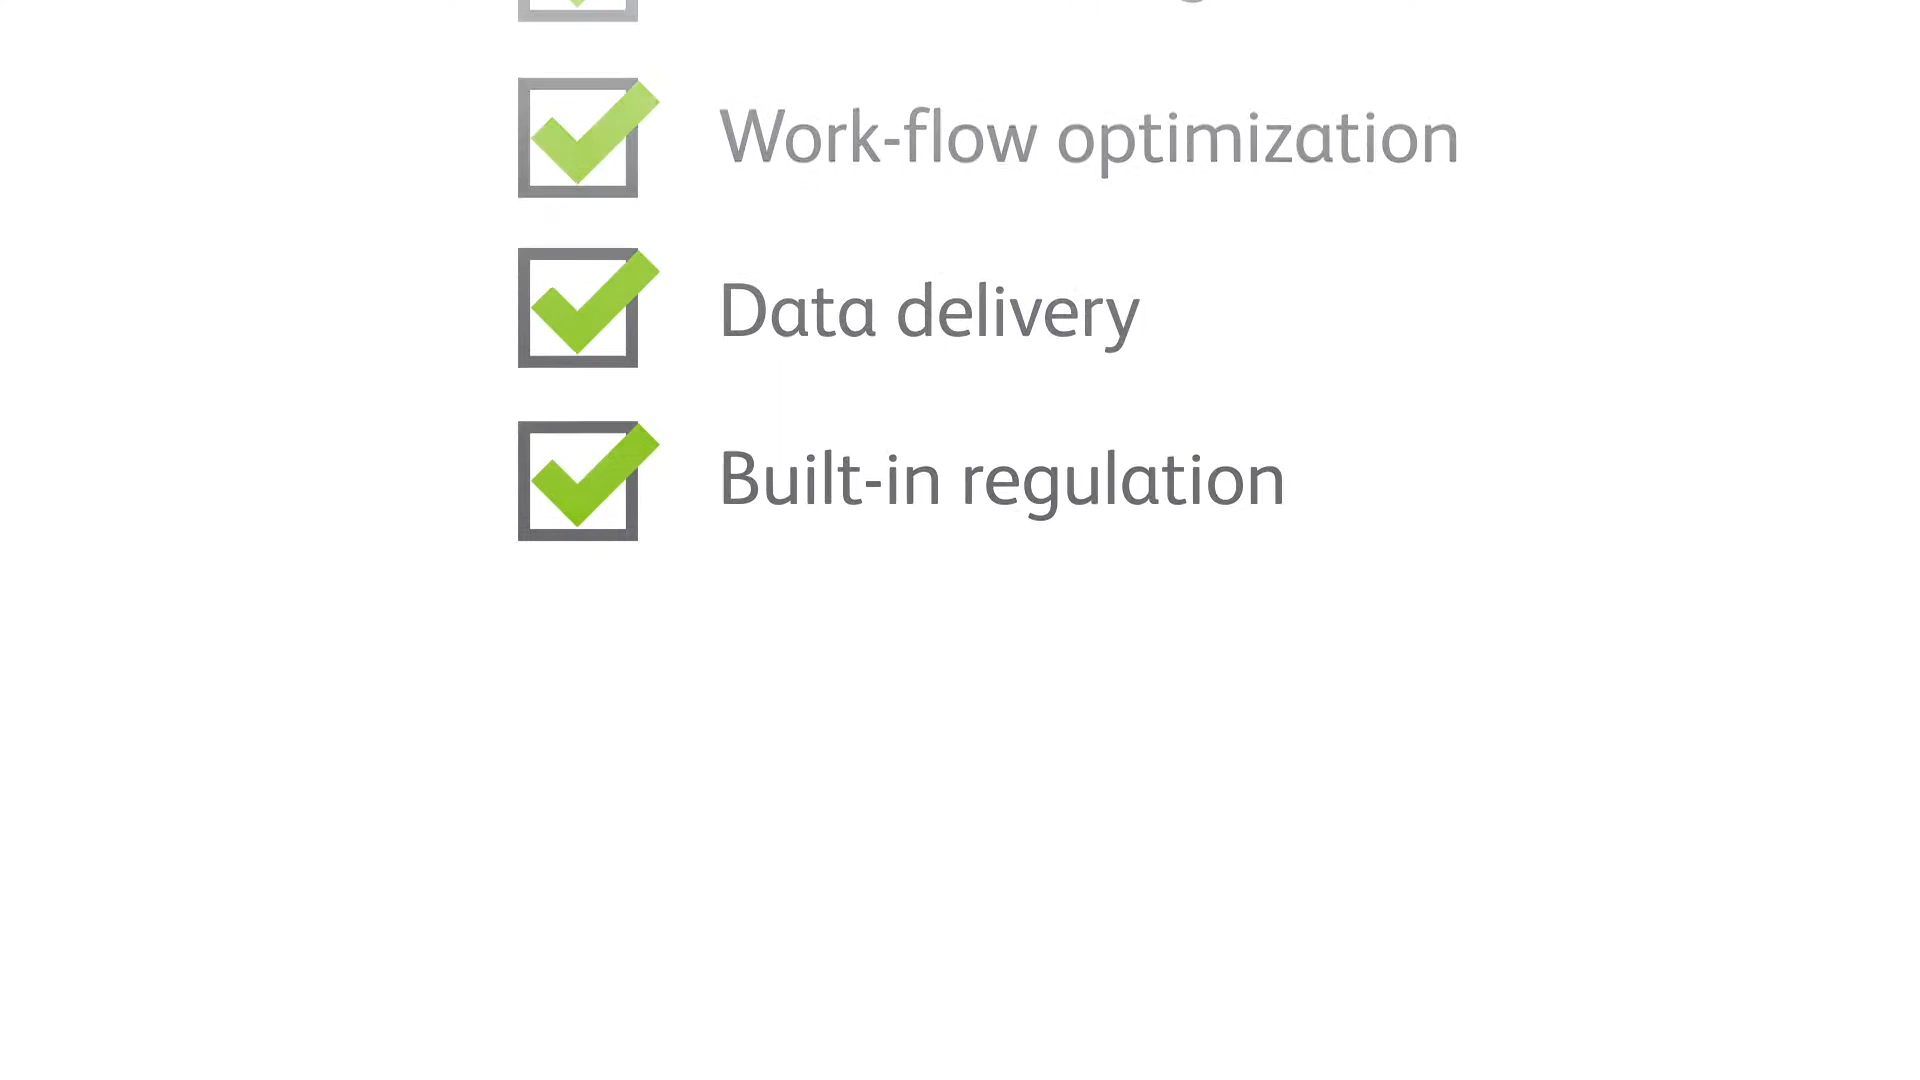 Work-flow optimization
Data delivery
Built-in regulation